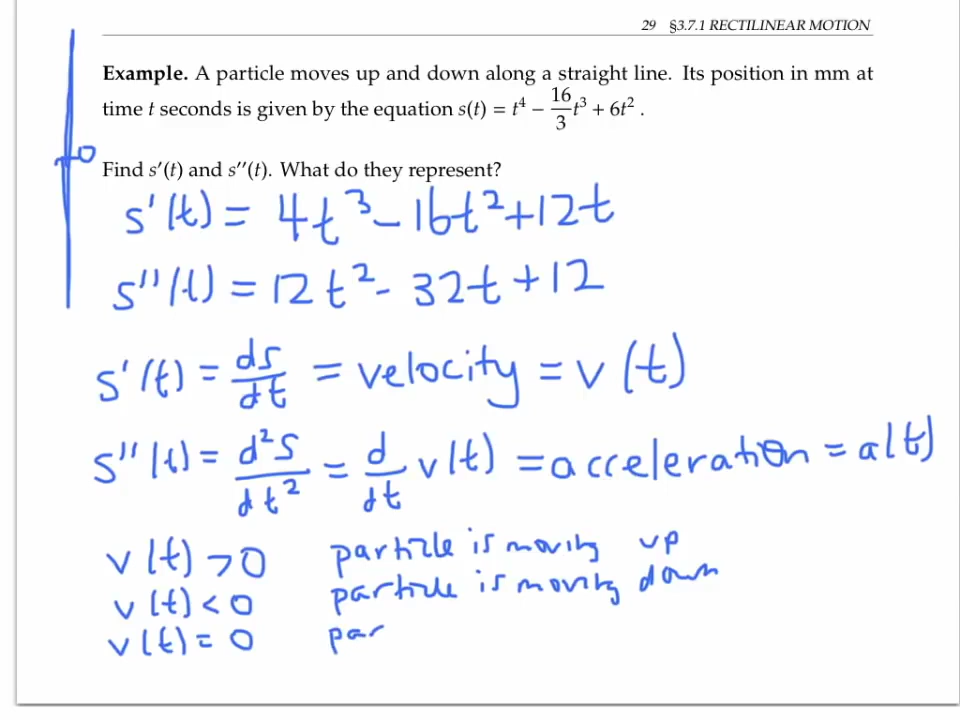 29 §3.7.1 RECTILINEAR MOTION
Example. A particle moves up and down along a straight line. Its position in mm at
time t seconds is given by the equation s(t) = t⁴ − 16/3 t³ + 6t² .
0
Find s′(t) and s′′(t). What do they represent?
s'(t) = 4t³ - 16t² + 12t
s''(t) = 12t² - 32t + 12
s'(t) = ds/dt = velocity = v(t)
s''(t) = d²s/dt² = d/dt v(t) = acceleration = a(t)
v(t) > 0 particle is moving up
v(t) < 0 particle is moving down
v(t) = 0 par